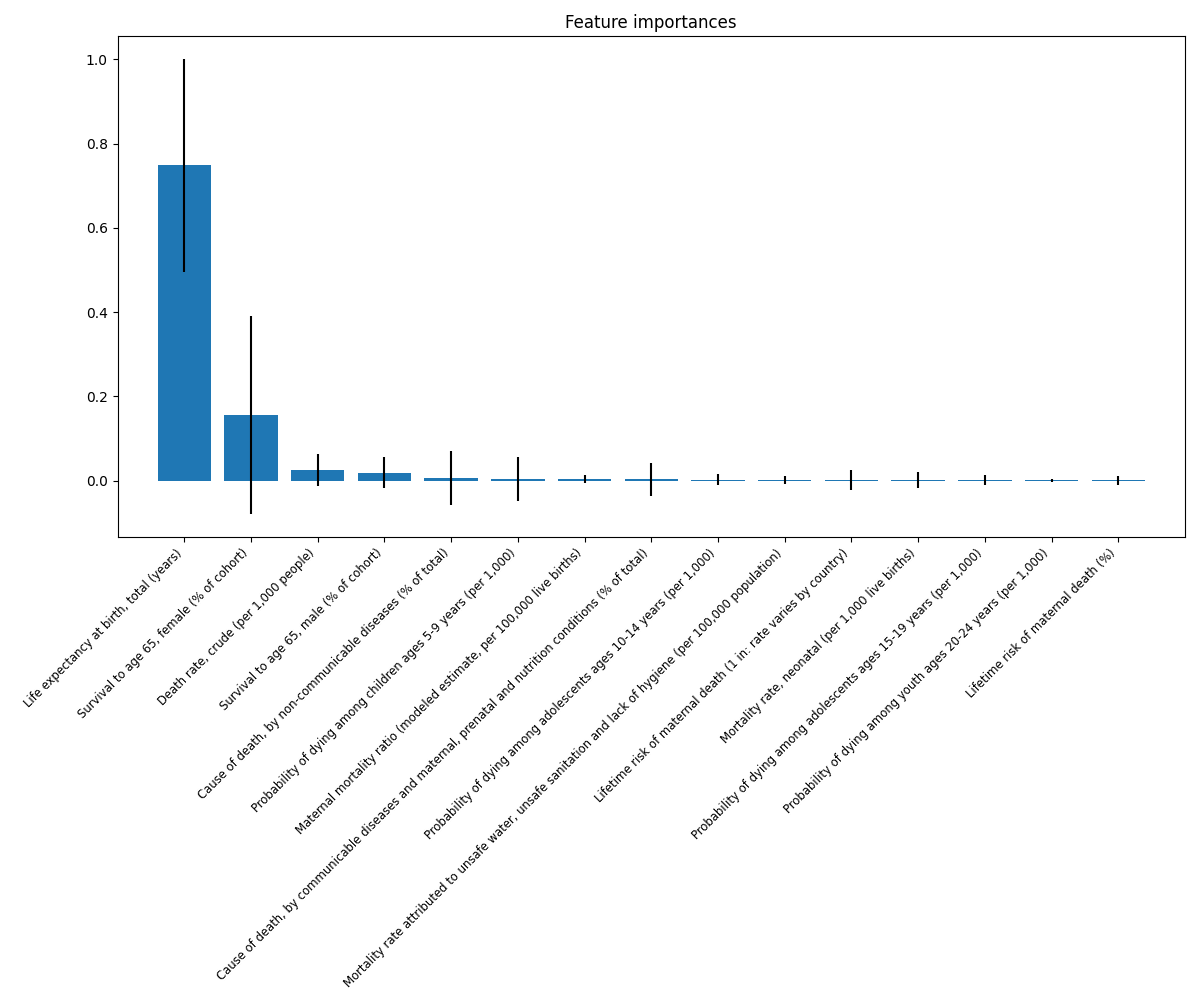 Feature importances
1.0
0.8
0.6
0.4
0.2
0.0
Life expectancy at birth, total (years)
Survival to age 65, female (% of cohort)
Death rate, crude (per 1,000 people)
Survival to age 65, male (% of cohort)
Cause of death, by non-communicable diseases (% of total)
Probability of dying among children ages 5-9 years (per 1,000)
Maternal mortality ratio (modeled estimate, per 100,000 live births)
Cause of death, by communicable diseases and maternal, prenatal and nutrition conditions (% of total)
Probability of dying among adolescents ages 10-14 years (per 1,000)
Mortality rate attributed to unsafe water, unsafe sanitation and lack of hygiene (per 100,000 population)
Lifetime risk of maternal death (1 in: rate varies by country)
Mortality rate, neonatal (per 1,000 live births)
Probability of dying among adolescents ages 15-19 years (per 1,000)
Probability of dying among youth ages 20-24 years (per 1,000)
Lifetime risk of maternal death (%)